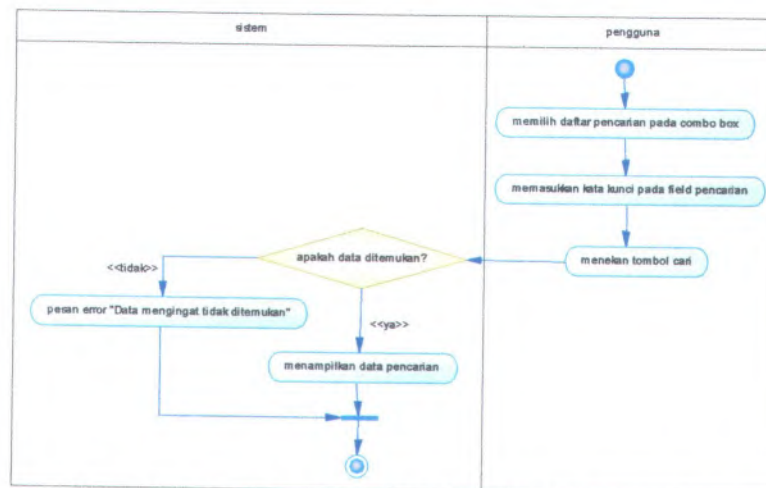 sistem
pengguna
memilih daftar pencarian pada combo box
memasukkan kata kunci pada field pencarian
menekan tombol cari
apakah data ditemukan?
<<tidak>>
pesan error "Data mengingat tidak ditemukan"
<<ya>>
menampilkan data pencarian